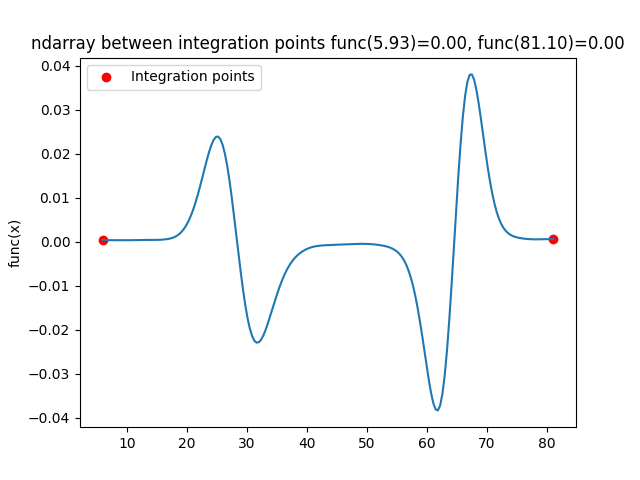 ndarray between integration points func(5.93)=0.00, func(81.10)=0.00
Integration points
func(x)
0.04
0.03
0.02
0.01
0.00
−0.01
−0.02
−0.03
−0.04
10 20 30 40 50 60 70 80